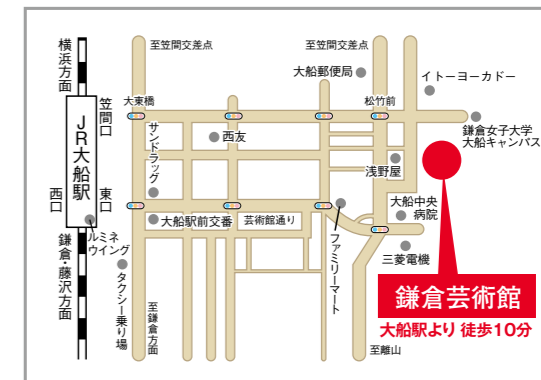 横浜方面
至笠間交差点
至笠間交差点
大船郵便局
イトーヨーカドー
笠間口
大東橋
松竹前
JR大船駅
サンドラッグ
西友
鎌倉女子大学
大船キャンパス
浅野屋
西口
東口
大船駅前交番
芸術館通り
大船中央
病院
ルミネ
ウイング
ファミリーマート
三菱電機
鎌倉・藤沢方面
タクシー乗り場
至鎌倉方面
鎌倉芸術館
大船駅より 徒歩10分
至離山